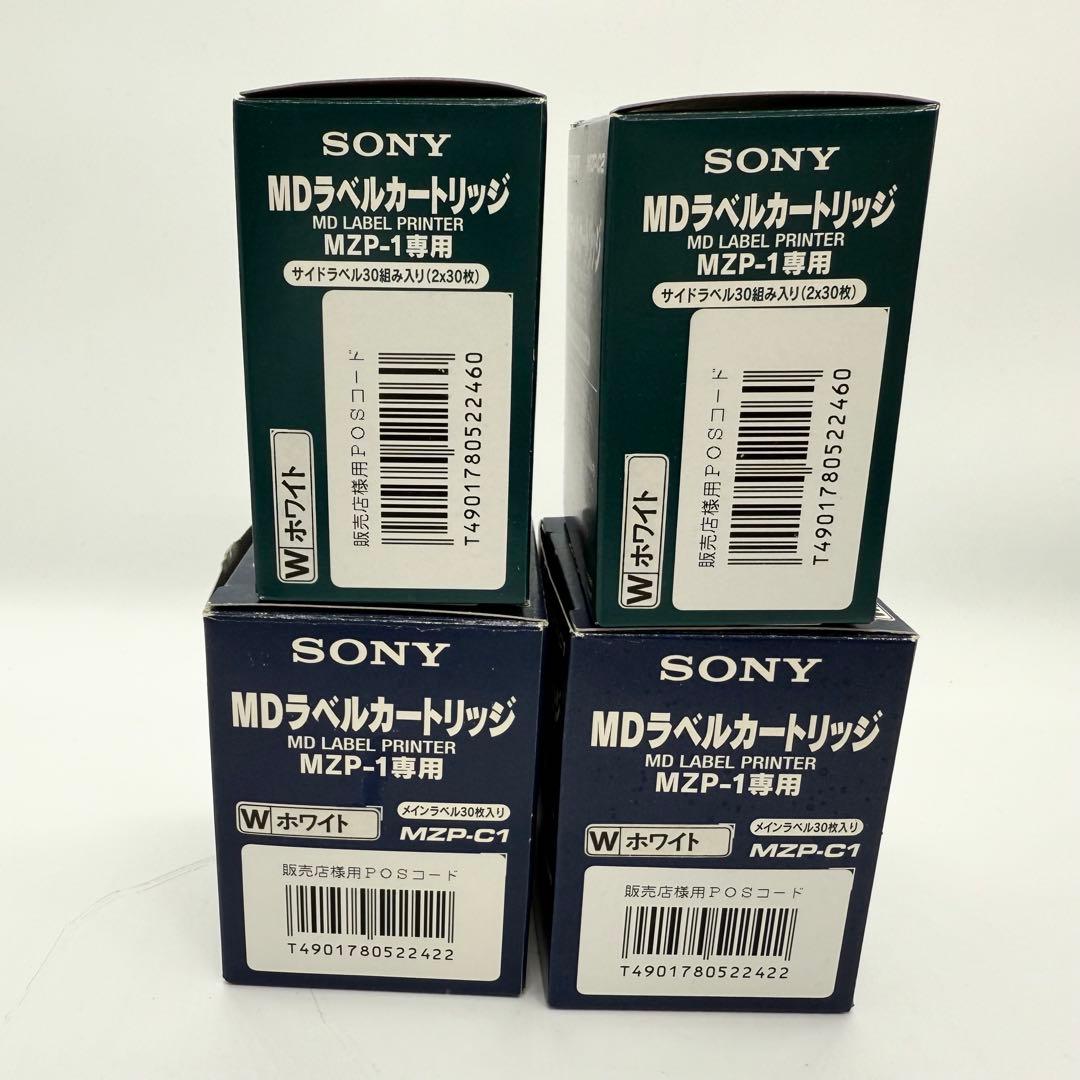 SONY
MDラベルカートリッジ
MD LABEL PRINTER
MZP-1専用
サイドラベル30組み入り(2x30枚)
販売店様用POSコード
T4901780522460
W ホワイト
SONY
MDラベルカートリッジ
MD LABEL PRINTER
MZP-1専用
サイドラベル30組み入り(2x30枚)
販売店様用POSコード
T4901780522460
W ホワイト
SONY
MDラベルカートリッジ
MD LABEL PRINTER
MZP-1専用
W ホワイト
メインラベル30枚入り
MZP-C1
販売店様用POSコード
T4901780522422
SONY
MDラベルカートリッジ
MD LABEL PRINTER
MZP-1専用
W ホワイト
メインラベル30枚入り
MZP-C1
販売店様用POSコード
T4901780522422